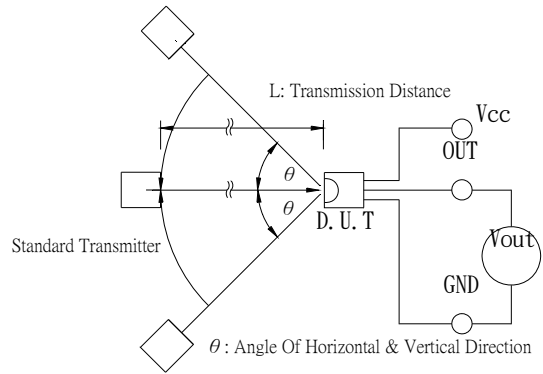 L: Transmission Distance
Vcc
OUT
θ
θ
D.U.T
Standard Transmitter
Vout
GND
θ : Angle Of Horizontal & Vertical Direction